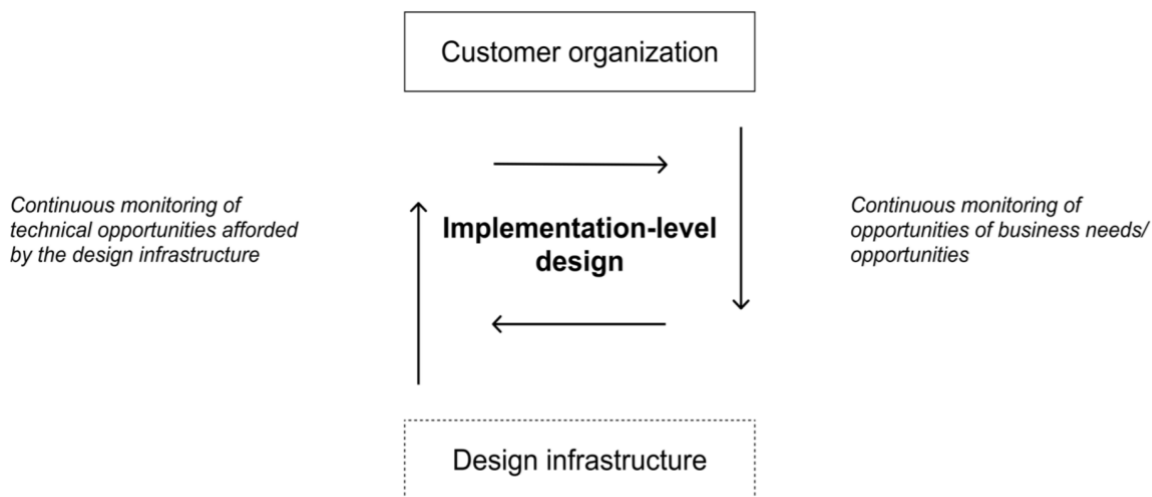 Customer organization
Continuous monitoring of
technical opportunities afforded
by the design infrastructure
Implementation-level
design
Continuous monitoring of
opportunities of business needs/
opportunities
Design infrastructure